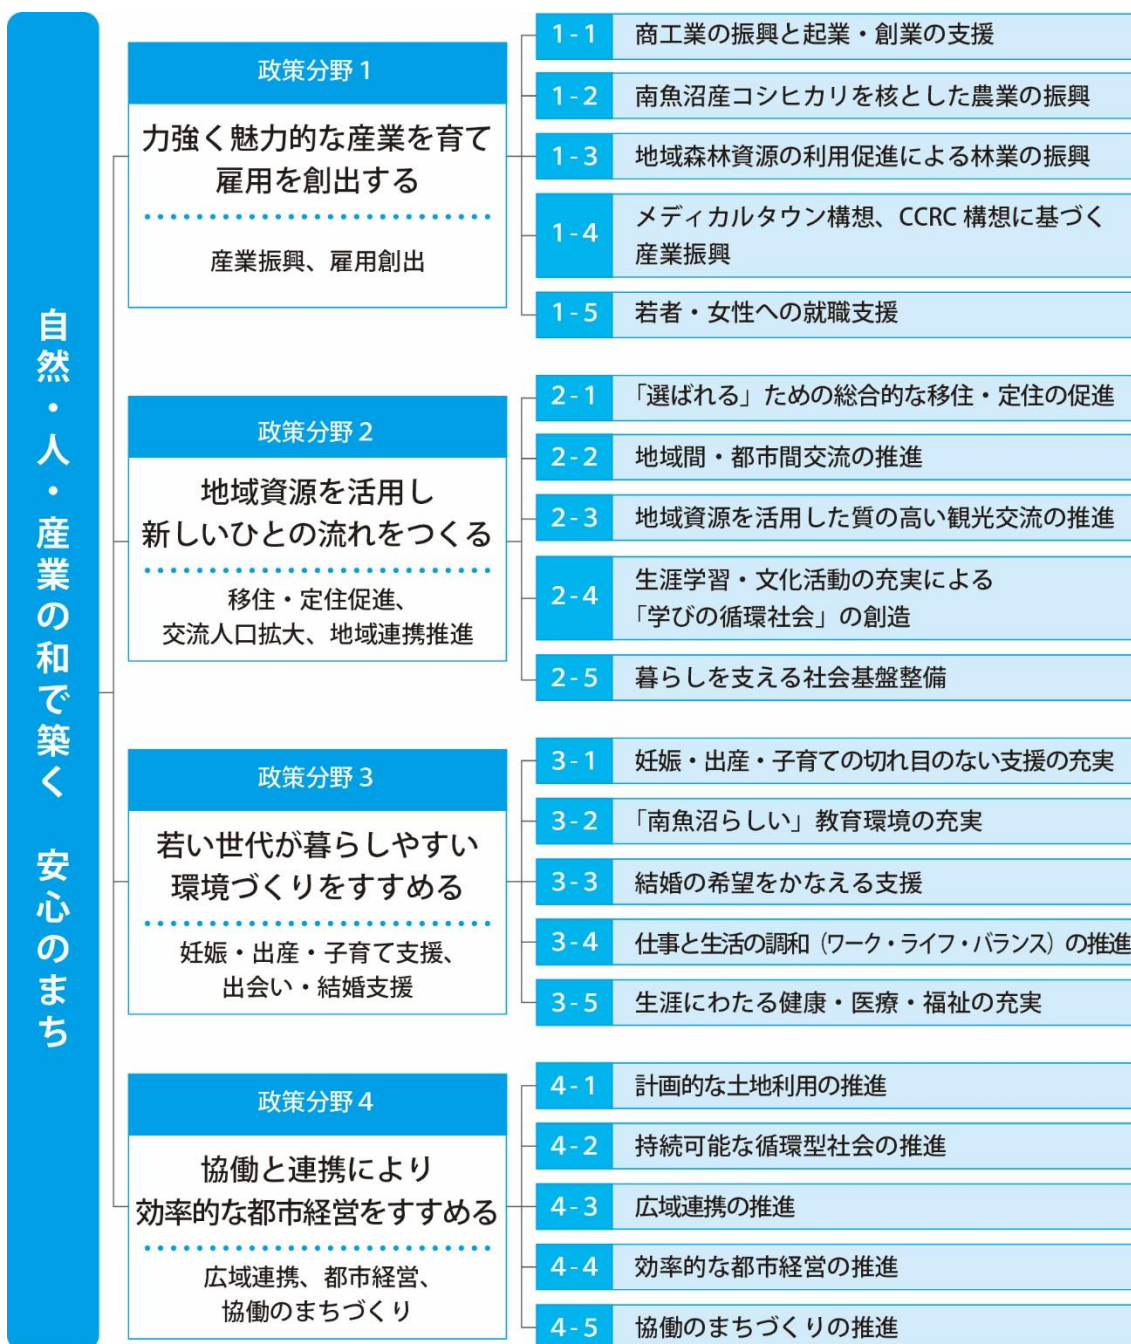 自然・人・産業の和で築く 安心のまち
政策分野 1
力強く魅力的な産業を育て
雇用を創出する
産業振興、雇用創出
1-1 商工業の振興と起業・創業の支援
1-2 南魚沼産コシヒカリを核とした農業の振興
1-3 地域森林資源の利用促進による林業の振興
1-4 メディカルタウン構想、CCRC 構想に基づく
産業振興
1-5 若者・女性への就職支援
政策分野 2
地域資源を活用し
新しいひとの流れをつくる
移住・定住促進、
交流人口拡大、地域連携推進
2-1 「選ばれる」ための総合的な移住・定住の促進
2-2 地域間・都市間交流の推進
2-3 地域資源を活用した質の高い観光交流の推進
2-4 生涯学習・文化活動の充実による
「学びの循環社会」の創造
2-5 暮らしを支える社会基盤整備
政策分野 3
若い世代が暮らしやすい
環境づくりをすすめる
妊娠・出産・子育て支援、
出会い・結婚支援
3-1 妊娠・出産・子育ての切れ目のない支援の充実
3-2 「南魚沼らしい」教育環境の充実
3-3 結婚の希望をかなえる支援
3-4 仕事と生活の調和（ワーク・ライフ・バランス）の推進
3-5 生涯にわたる健康・医療・福祉の充実
政策分野 4
協働と連携により
効率的な都市経営をすすめる
広域連携、都市経営、
協働のまちづくり
4-1 計画的な土地利用の推進
4-2 持続可能な循環型社会の推進
4-3 広域連携の推進
4-4 効率的な都市経営の推進
4-5 協働のまちづくりの推進